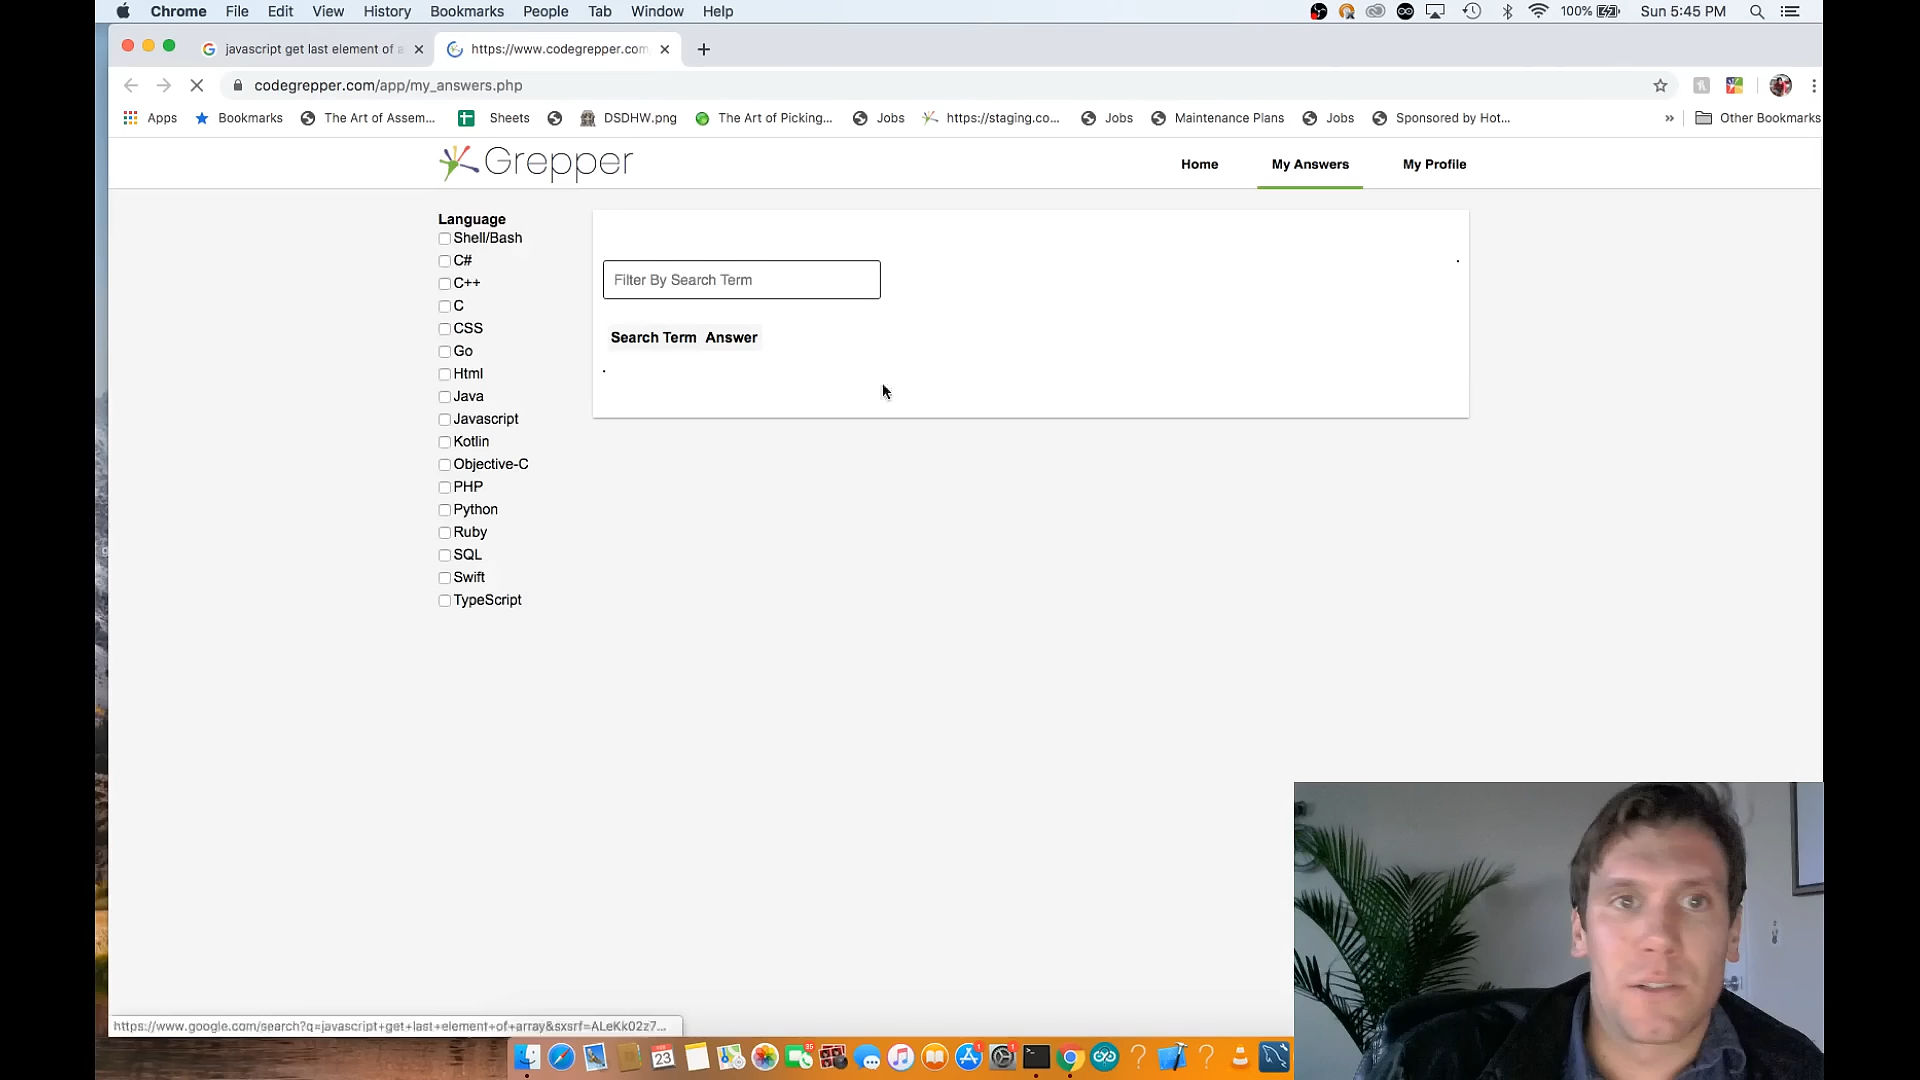 Chrome File Edit View History Bookmarks People Tab Window Help 100% Sun 5:45 PM
javascript get last element of a
https://www.codegrepper.com
codegrepper.com/app/my_answers.php
Apps Bookmarks The Art of Assem... Sheets DSDHW.png The Art of Picking... Jobs https://staging.co... Jobs Maintenance Plans Jobs Sponsored by Hot... » Other Bookmarks
Grepper
Home My Answers My Profile
Language
Shell/Bash
C#
C++
C
CSS
Go
Html
Java
Javascript
Kotlin
Objective-C
PHP
Python
Ruby
SQL
Swift
TypeScript
Filter By Search Term
Search Term Answer
https://www.google.com/search?q=javascript+get+last+element+of+array&sxsrf=ALeKk02z7...
23